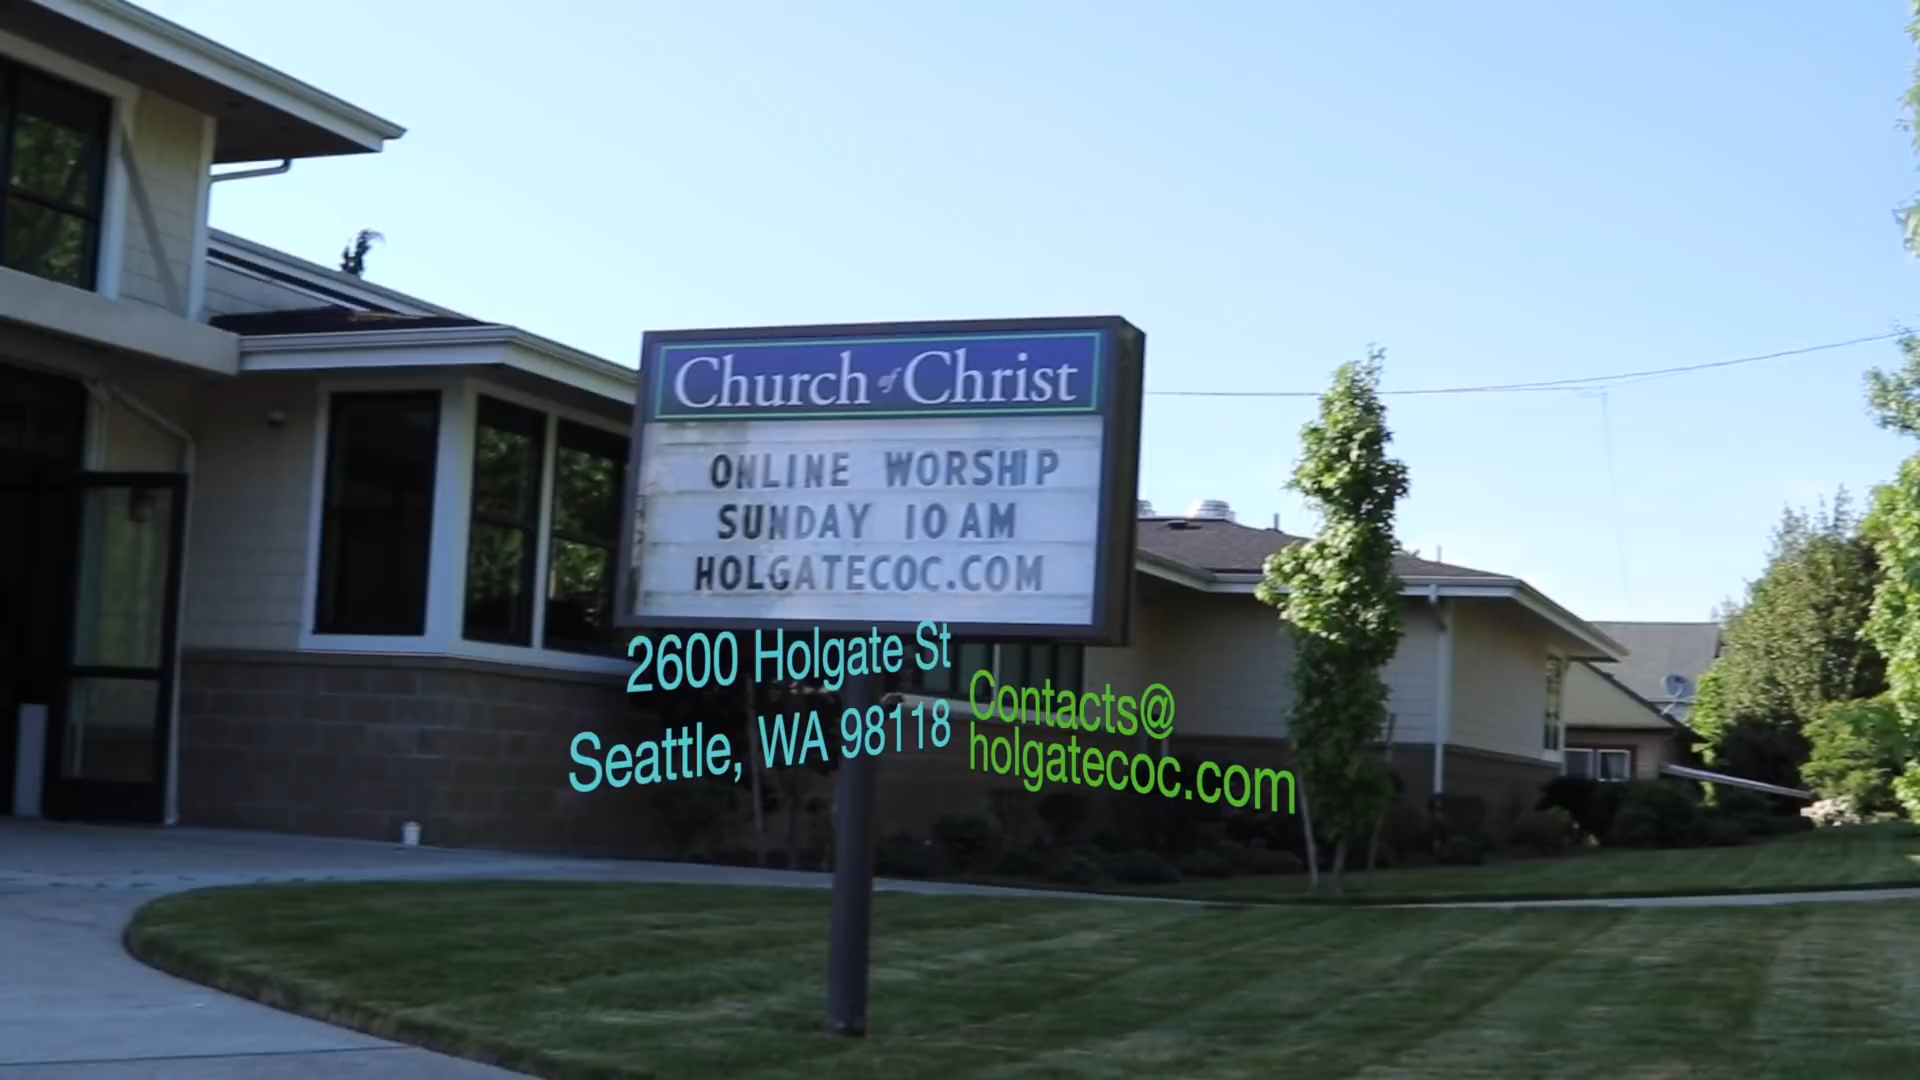 Church of Christ
ONLINE WORSHIP
SUNDAY 10 AM
HOLGATECOC.COM
2600 Holgate St
Seattle, WA 98118
Contacts@
holgatecoc.com